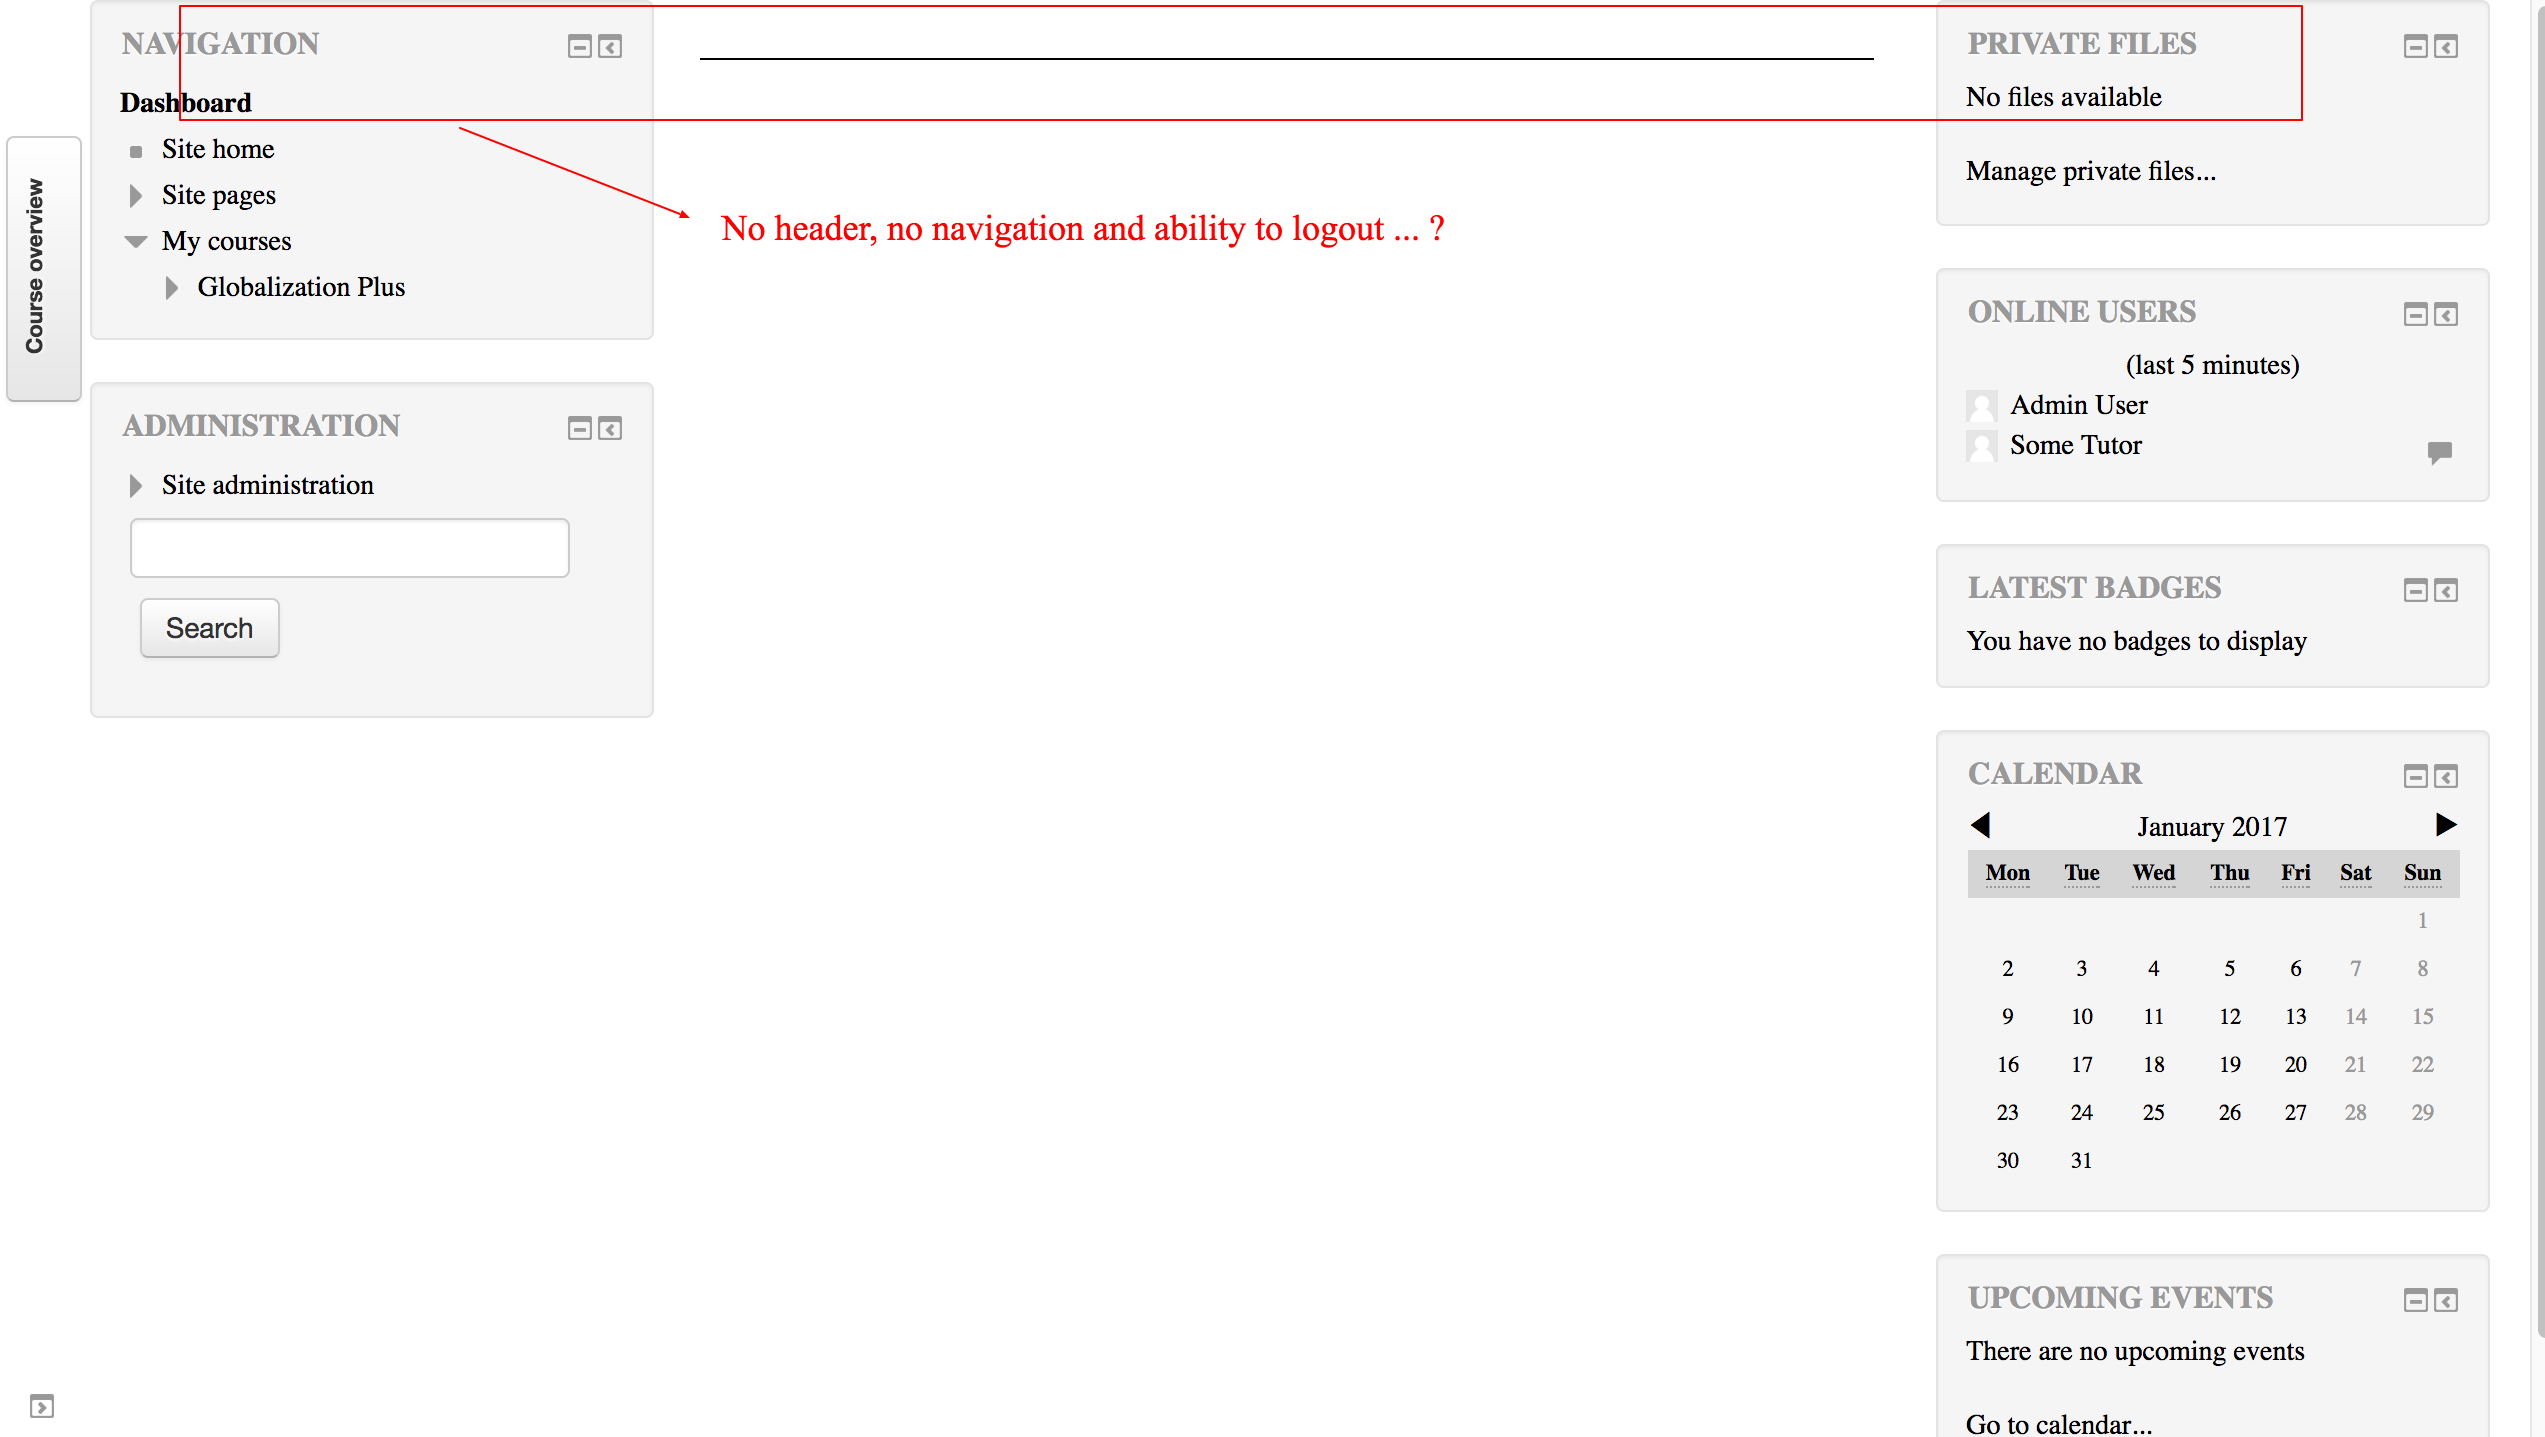 Course overview
NAVIGATION
Dashboard
Site home
Site pages
My courses
Globalization Plus
ADMINISTRATION
Site administration
Search
No header, no navigation and ability to logout ... ?
PRIVATE FILES
No files available
Manage private files...
ONLINE USERS
(last 5 minutes)
Admin User
Some Tutor
LATEST BADGES
You have no badges to display
CALENDAR
January 2017
Mon Tue Wed Thu Fri Sat Sun
1
2 3 4 5 6 7 8
9 10 11 12 13 14 15
16 17 18 19 20 21 22
23 24 25 26 27 28 29
30 31
UPCOMING EVENTS
There are no upcoming events
Go to calendar...